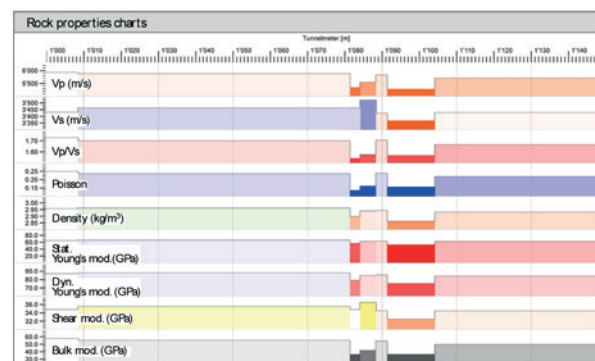 Rock properties charts
Tunnelmeter [m]
1'000 1'010 1'020 1'030 1'040 1'050 1'060 1'070 1'080 1'090 1'100 1'110 1'120 1'130 1'140
6'000
5'500
Vp (m/s)
3'500
3'450
3'400
3'350
Vs (m/s)
1.70
1.60
Vp/Vs
0.25
0.20
0.15
Poisson
3.00
2.95
2.90
2.85
Density (kg/m³)
80.0
60.0
40.0
20.0
Stat.
Young's mod.(GPa)
90.0
80.0
70.0
Dyn.
Young's mod. (GPa)
36.0
34.0
32.0
Shear mod. (GPa)
60.0
50.0
40.0
30.0
Bulk mod. (GPa)